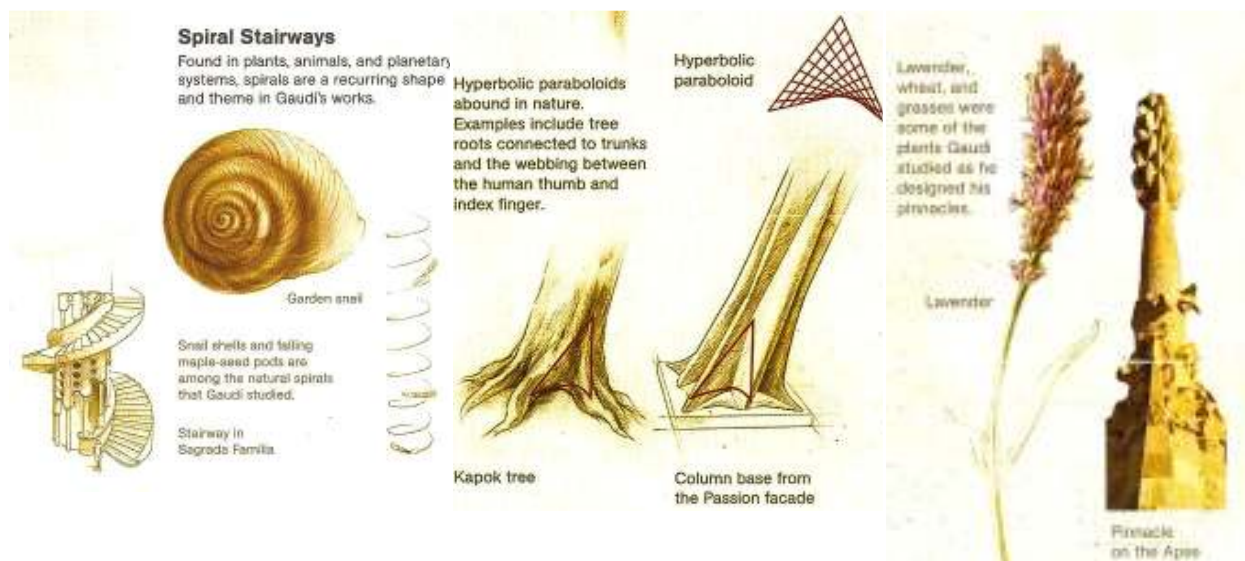 Spiral Stairways
Found in plants, animals, and planetary
systems, spirals are a recurring shape
and theme in Gaudí's works.
Garden snail
Snail shells and falling
maple-seed pods are
among the natural spirals
that Gaudí studied.
Stairway in
Sagrada Família
Hyperbolic paraboloids
abound in nature.
Examples include tree
roots connected to trunks
and the webbing between
the human thumb and
index finger.
Kapok tree
Hyperbolic
paraboloid
Column base from
the Passion facade
Lavender,
wheat, and
grasses were
some of the
plants Gaudí
studied as he
designed his
pinnacles.
Lavender
Pinnacle
on the Apse